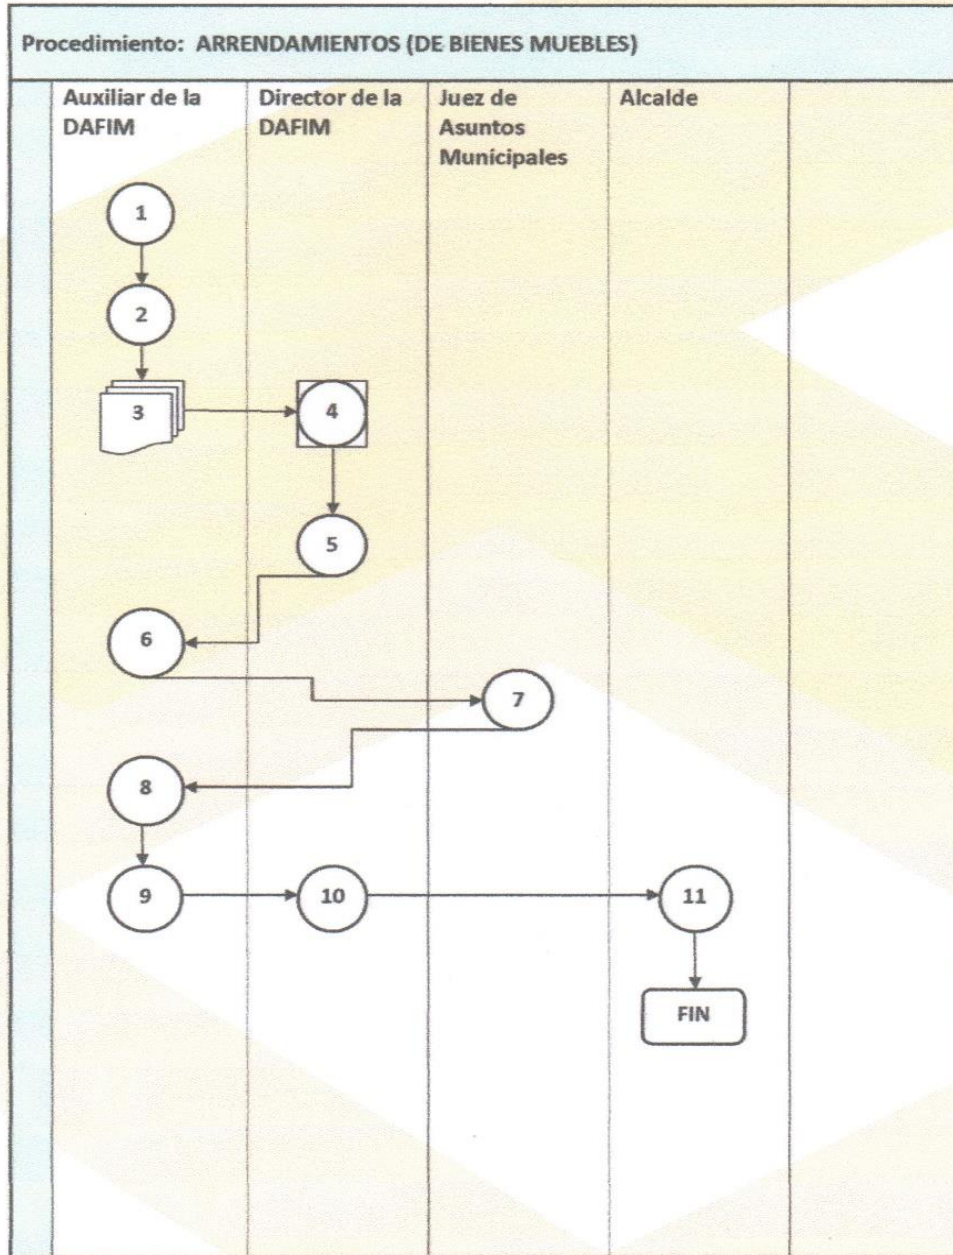 Procedimiento: ARRENDAMIENTOS (DE BIENES MUEBLES)
Auxiliar de la
DAFIM
Director de la
DAFIM
Juez de
Asuntos
Municipales
Alcalde
1
2
3
4
5
6
7
8
9
10
11
FIN